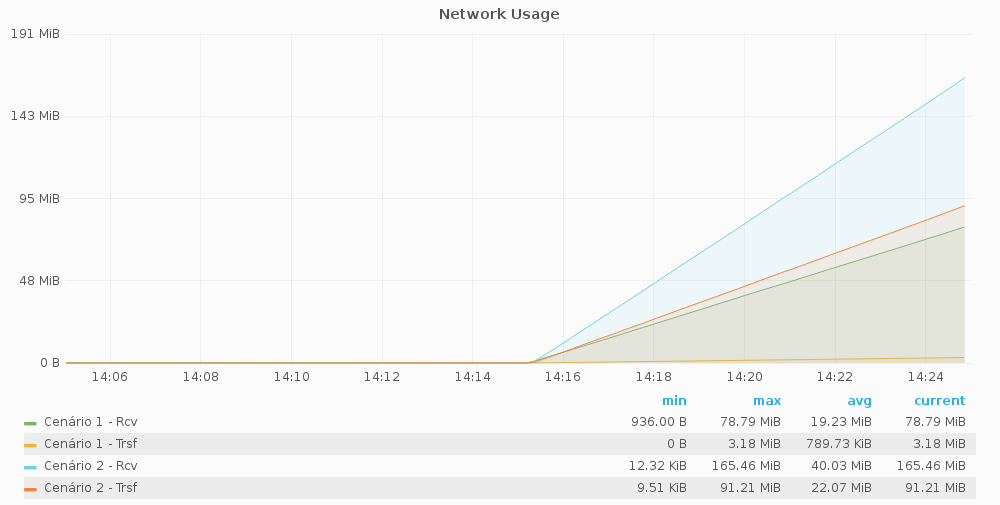 Network Usage
191 MiB
143 MiB
95 MiB
48 MiB
0 B
14:06 14:08 14:10 14:12 14:14 14:16 14:18 14:20 14:22 14:24
min max avg current
Cenário 1 - Rcv 936.00 B 78.79 MiB 19.23 MiB 78.79 MiB
Cenário 1 - Trsf 0 B 3.18 MiB 789.73 KiB 3.18 MiB
Cenário 2 - Rcv 12.32 KiB 165.46 MiB 40.03 MiB 165.46 MiB
Cenário 2 - Trsf 9.51 KiB 91.21 MiB 22.07 MiB 91.21 MiB